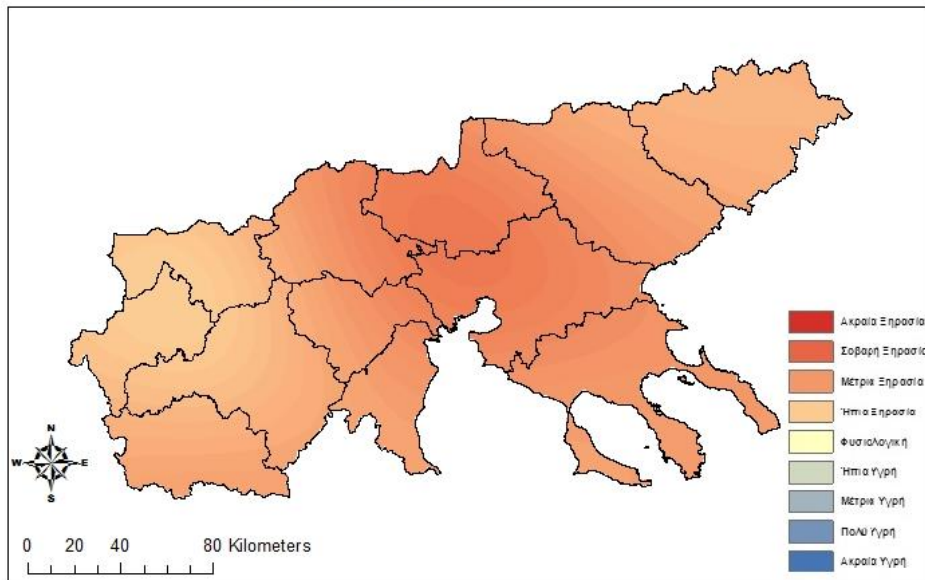 Ακραία Ξηρασία
Σοβαρή Ξηρασία
Μέτρια Ξηρασία
Ήπια Ξηρασία
Φυσιολογική
Ήπια Υγρή
Μέτρια Υγρή
Πολύ Υγρή
Ακραία Υγρή
N
W E
S
0 20 40 80 Kilometers